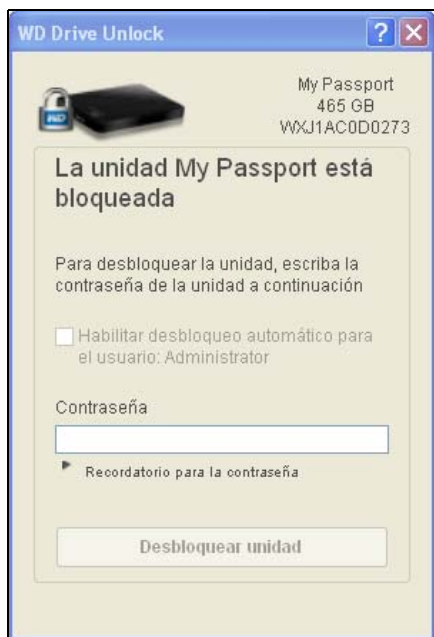 WD Drive Unlock
My Passport
465 GB
WXJ1AC0D0273
WD
La unidad My Passport está
bloqueada
Para desbloquear la unidad, escriba la
contraseña de la unidad a continuación
Habilitar desbloqueo automático para
el usuario: Administrator
Contraseña
Recordatorio para la contraseña
Desbloquear unidad